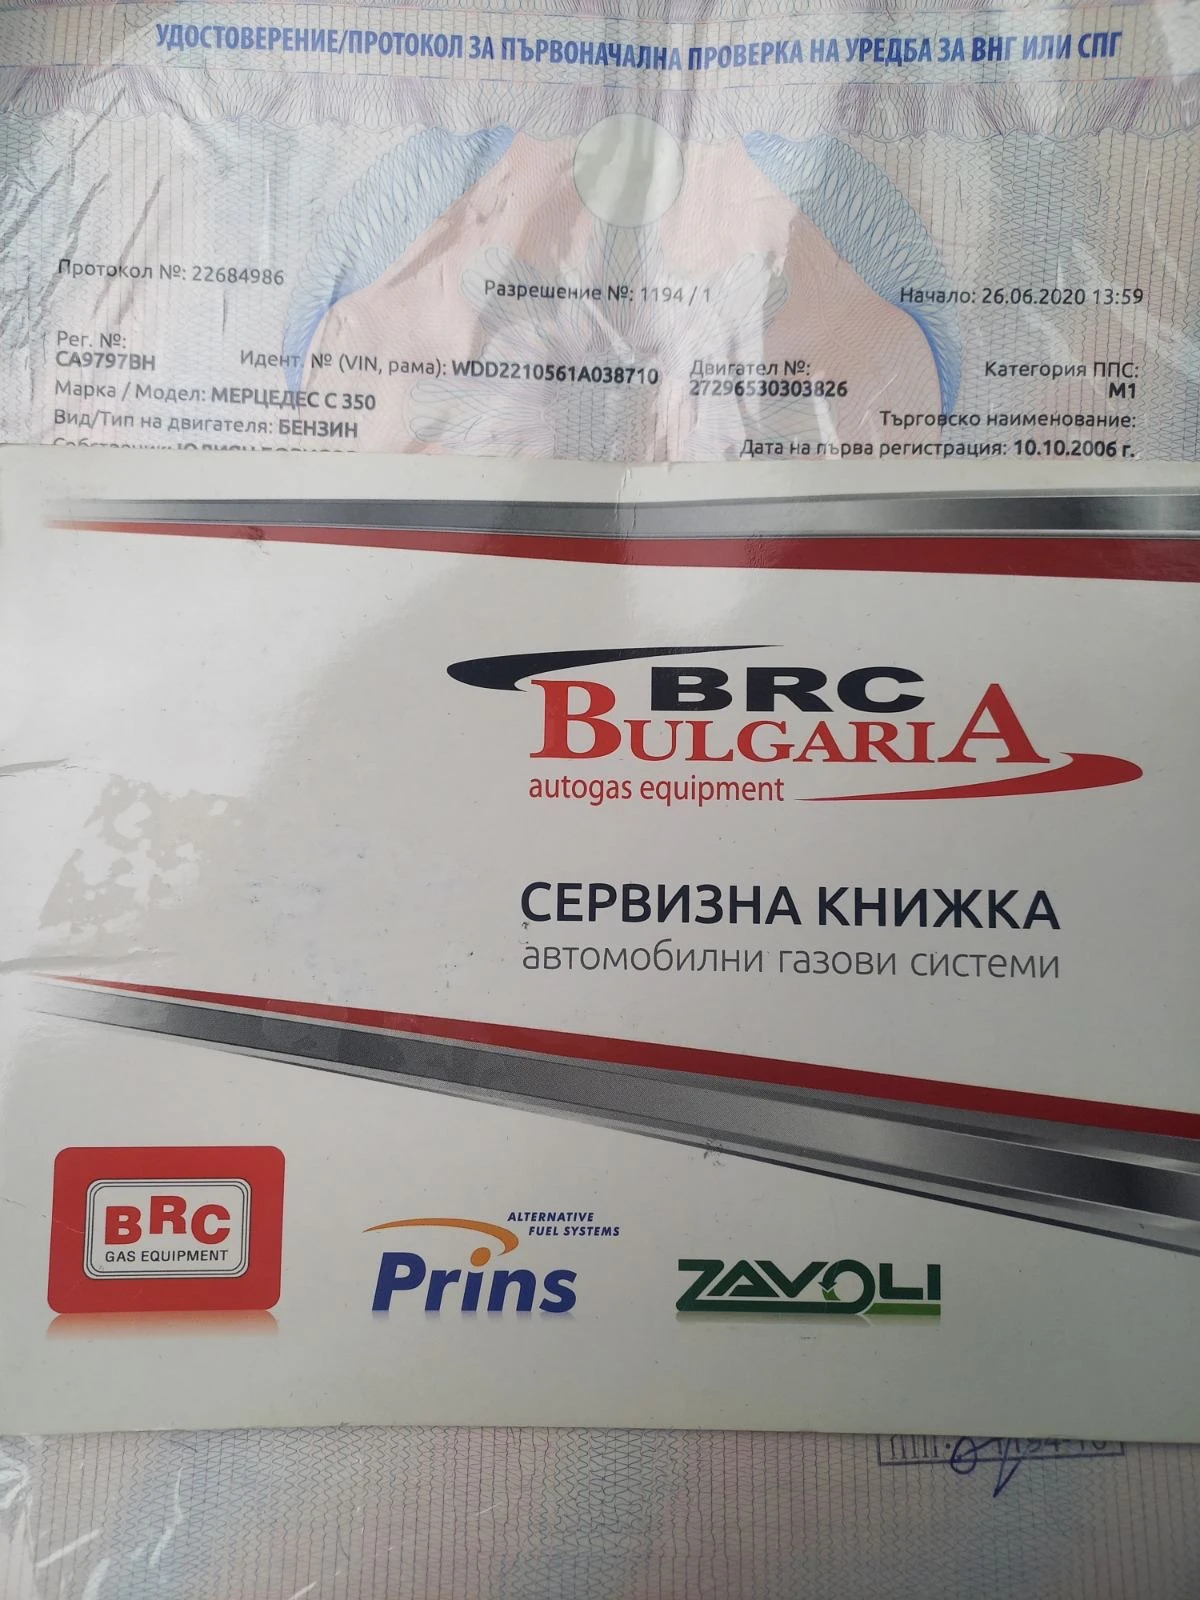 УДОСТОВЕРЕНИЕ/ПРОТОКОЛ ЗА ПЪРВОНАЧАЛНА ПРОВЕРКА НА УРЕДБА ЗА ВНГ ИЛИ СПГ
Протокол №: 22684986
Разрешение №: 1194 / 1
Начало: 26.06.2020 13:59
Рег. №:
СА9797ВН
Идент. № (VIN, рама): WDD2210561A038710
Двигател №:
27296530303826
Категория ППС:
M1
Марка / Модел: МЕРЦЕДЕС С 350
Търговско наименование:
Вид/Тип на двигателя: БЕНЗИН
Дата на първа регистрация: 10.10.2006 г.
BRC
BULGARIA
autogas equipment
СЕРВИЗНА КНИЖКА
автомобилни газови системи
BRC
GAS EQUIPMENT
ALTERNATIVE
FUEL SYSTEMS
Prins
ZAVOLI